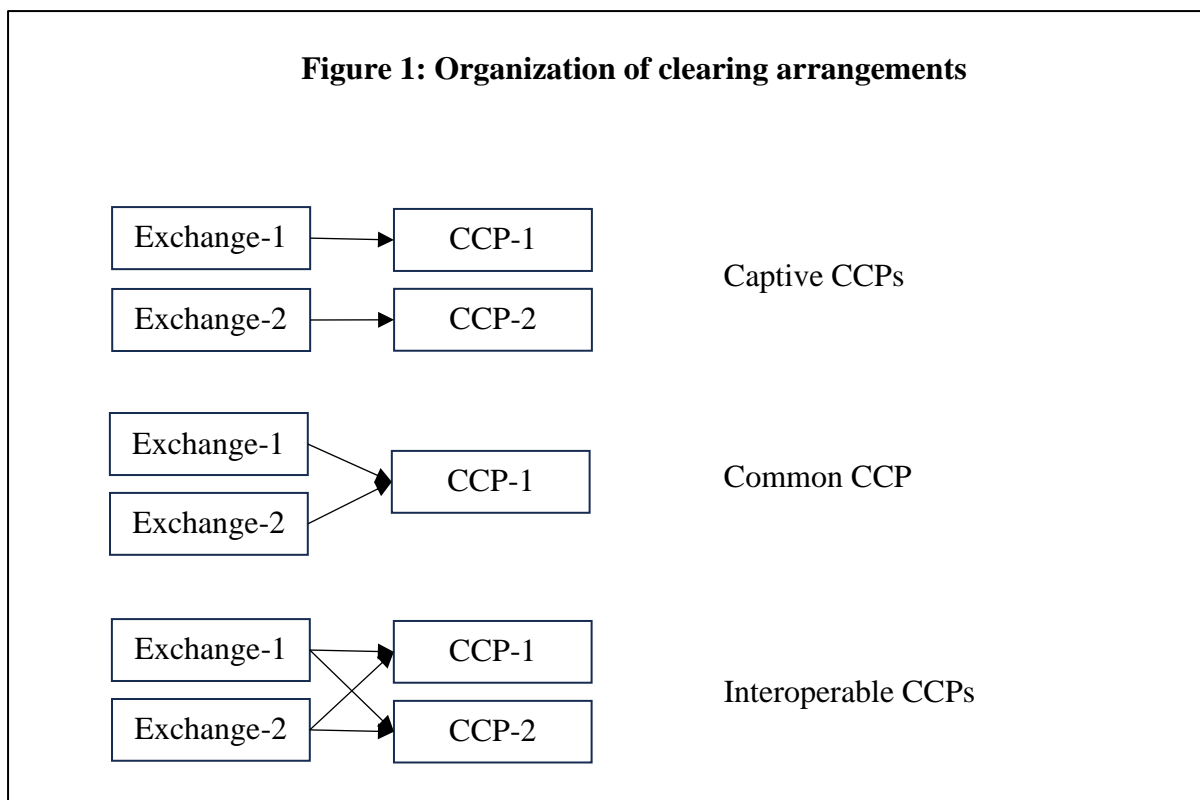 Figure 1: Organization of clearing arrangements
Exchange-1
CCP-1
Captive CCPs
Exchange-2
CCP-2
Exchange-1
CCP-1
Common CCP
Exchange-2
Exchange-1
CCP-1
Interoperable CCPs
Exchange-2
CCP-2